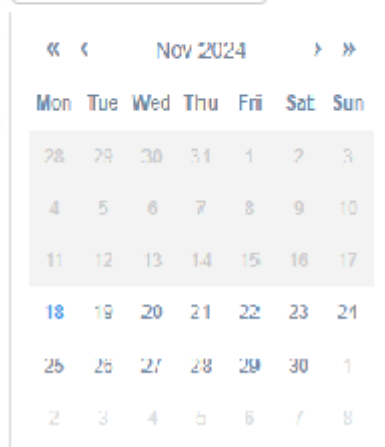 « ‹ Nov 2024 › »
Mon Tue Wed Thu Fri Sat Sun
28 29 30 31 1 2 3
4 5 6 7 8 9 10
11 12 13 14 15 16 17
18 19 20 21 22 23 24
25 26 27 28 29 30 1
2 3 4 5 6 7 8